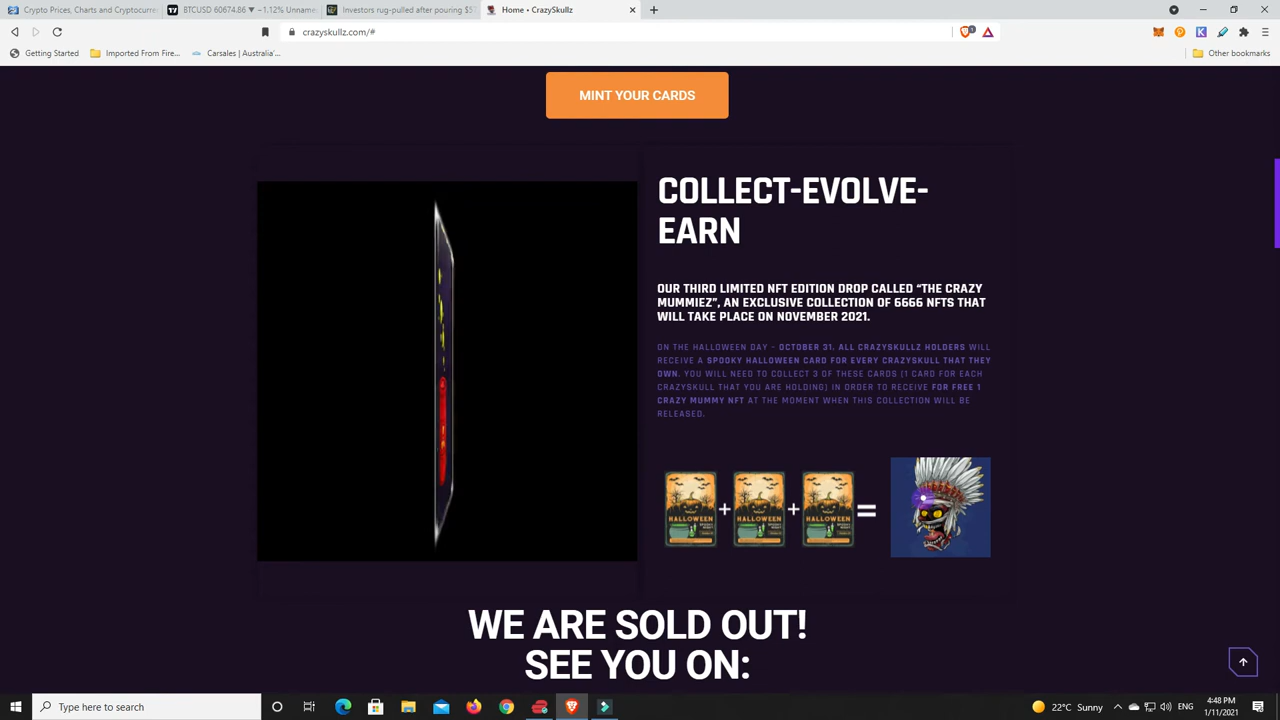 Crypto Prices, Charts and Cryptocurre
BTCUSD 60674.86 ▼ −1.12% Unname
Investors rug-pulled after pouring $5
Home • CrazySkullz
crazyskullz.com/#
Getting Started
Imported From Fire...
Carsales | Australia'...
Other bookmarks
MINT YOUR CARDS
COLLECT-EVOLVE-
EARN
OUR THIRD LIMITED NFT EDITION DROP CALLED “THE CRAZY
MUMMIEZ”, AN EXCLUSIVE COLLECTION OF 6666 NFTS THAT
WILL TAKE PLACE ON NOVEMBER 2021.
ON THE HALLOWEEN DAY – OCTOBER 31. ALL CRAZYSKULLZ HOLDERS WILL
RECEIVE A SPOOKY HALLOWEEN CARD FOR EVERY CRAZYSKULL THAT THEY
OWN. YOU WILL NEED TO COLLECT 3 OF THESE CARDS (1 CARD FOR EACH
CRAZYSKULL THAT YOU ARE HOLDING) IN ORDER TO RECEIVE FOR FREE 1
CRAZY MUMMY NFT AT THE MOMENT WHEN THIS COLLECTION WILL BE
RELEASED.
HALLOWEEN + HALLOWEEN + HALLOWEEN =
WE ARE SOLD OUT!
SEE YOU ON:
Type here to search
22°C Sunny
ENG
4:48 PM
1/11/2021